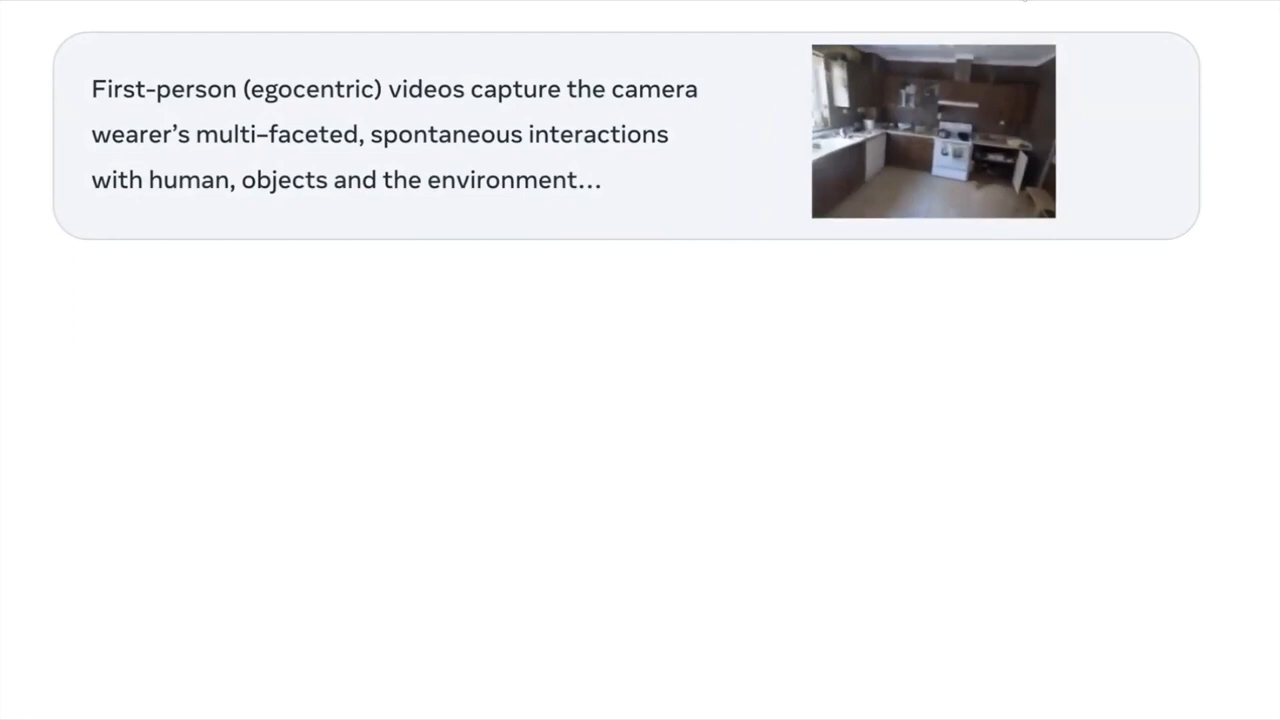 First-person (egocentric) videos capture the camera
wearer’s multi-faceted, spontaneous interactions
with human, objects and the environment…